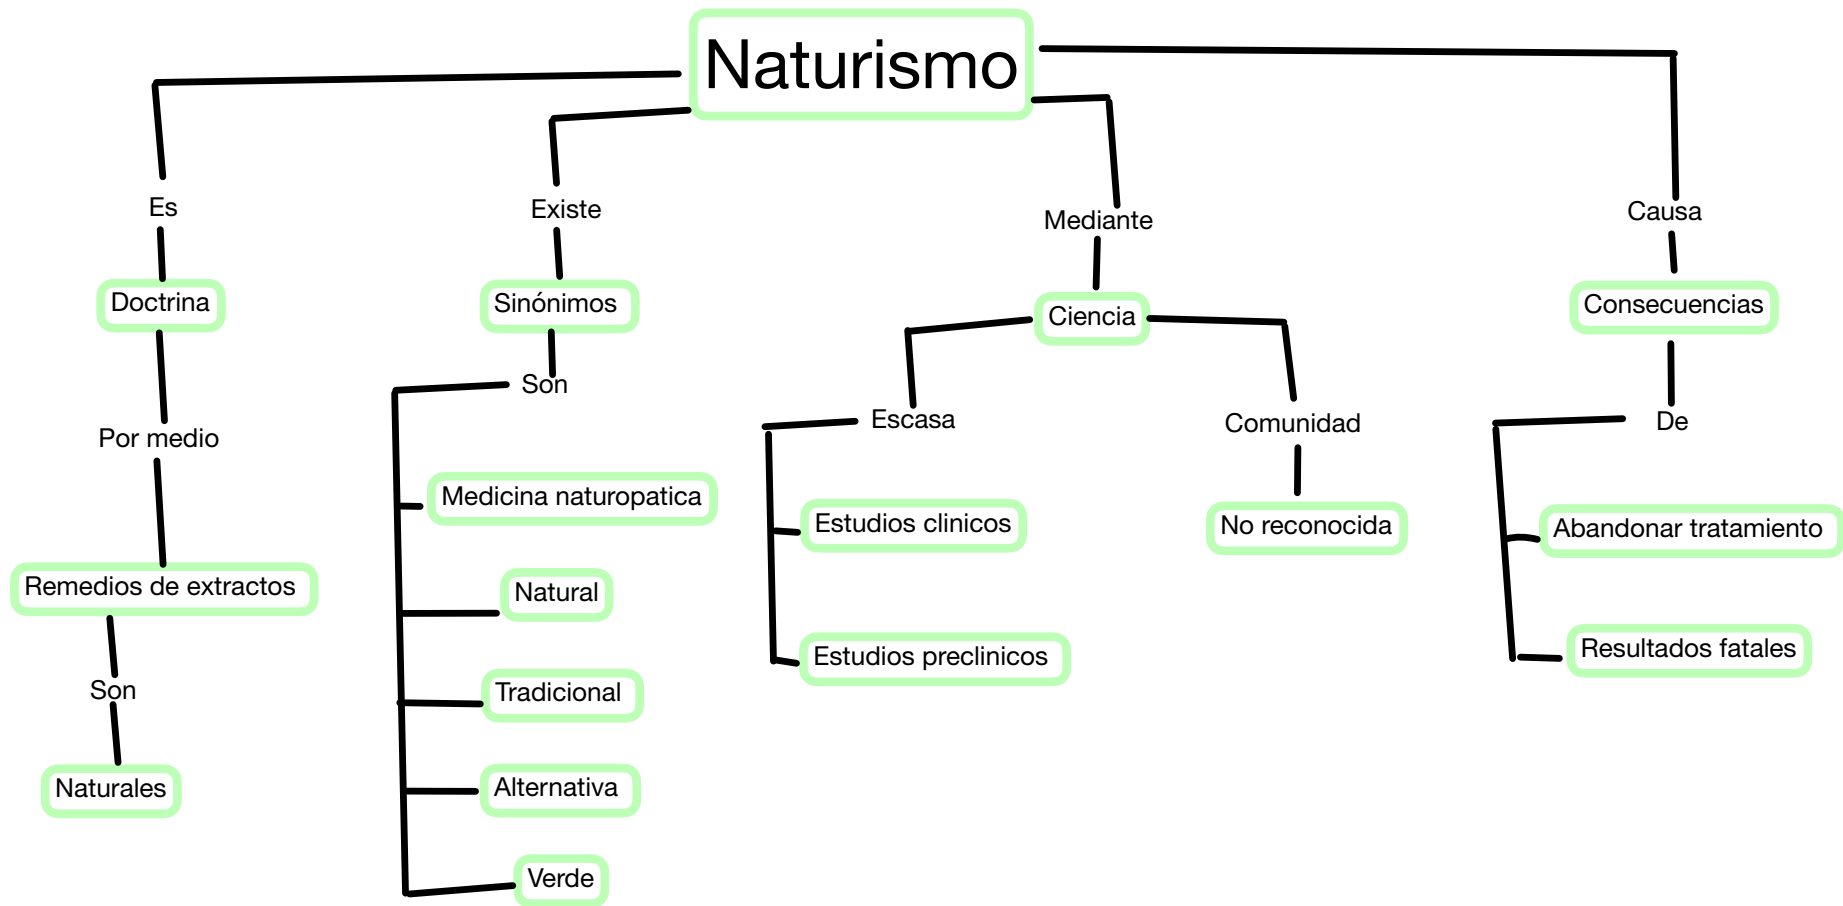 Naturismo
Es
Existe
Mediante
Causa
Doctrina
Sinónimos
Ciencia
Consecuencias
Son
Escasa
Comunidad
De
Por medio
Medicina naturopatica
Estudios clinicos
No reconocida
Abandonar tratamiento
Remedios de extractos
Natural
Estudios preclinicos
Resultados fatales
Son
Tradicional
Naturales
Alternativa
Verde